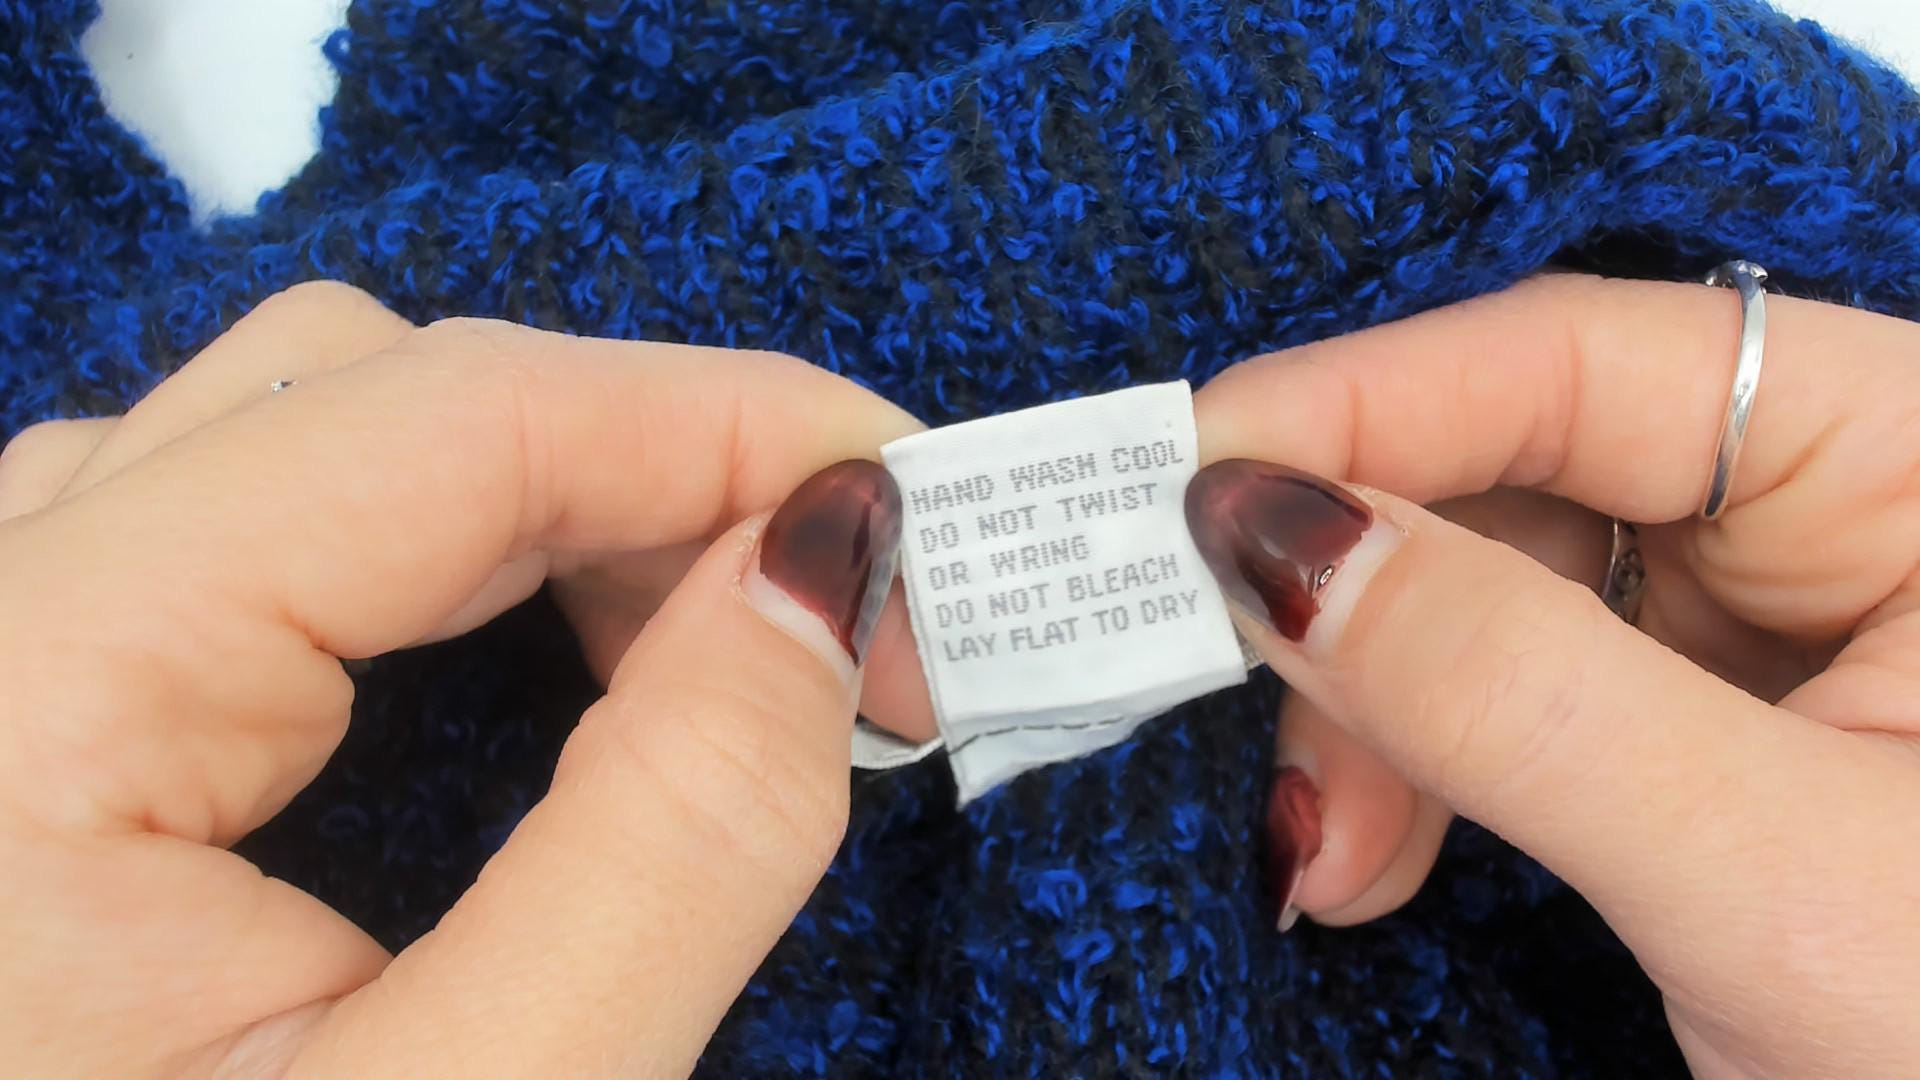 HAND WASH COOL
DO NOT TWIST
OR WRING
DO NOT BLEACH
LAY FLAT TO DRY